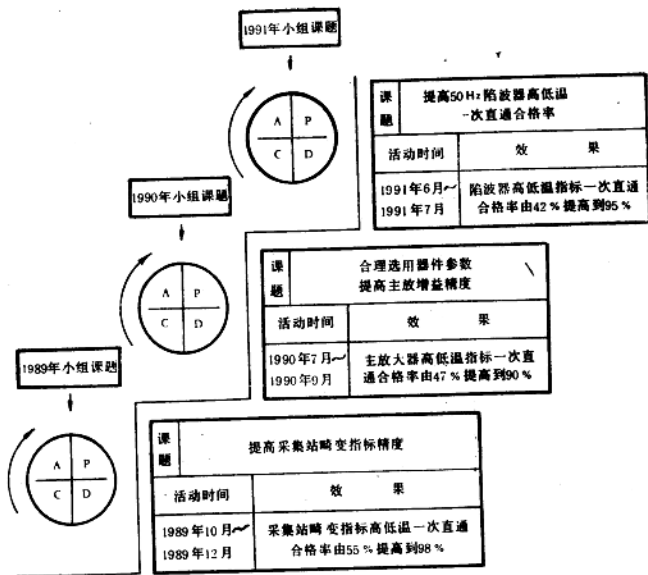 1991年小组课题
A P
C D
课题
提高50Hz陷波器高低温
一次直通合格率
活动时间
效 果
1991年6月～
1991年7月
陷波器高低温指标一次直通
合格率由42％提高到95％
1990年小组课题
A P
C D
课题
合理选用器件参数
提高主放增益精度
活动时间
效 果
1990年7月～
1990年9月
主放大器高低温指标一次直
通合格率由47％提高到90％
1989年小组课题
A P
C D
课题
提高采集站畸变指标精度
活动时间
效 果
1989年10月～
1989年12月
采集站畸变指标高低温一次直通
合格率由55％提高到98％